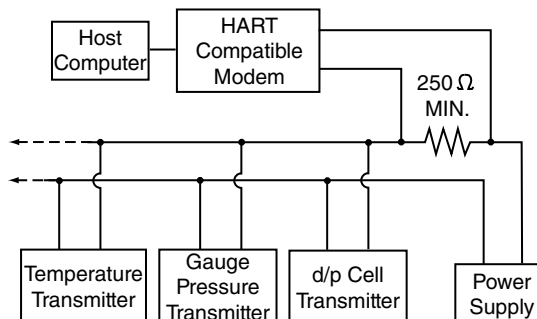 Host
Computer
HART
Compatible
Modem
250 Ω
MIN.
Temperature
Transmitter
Gauge
Pressure
Transmitter
d/p Cell
Transmitter
Power
Supply